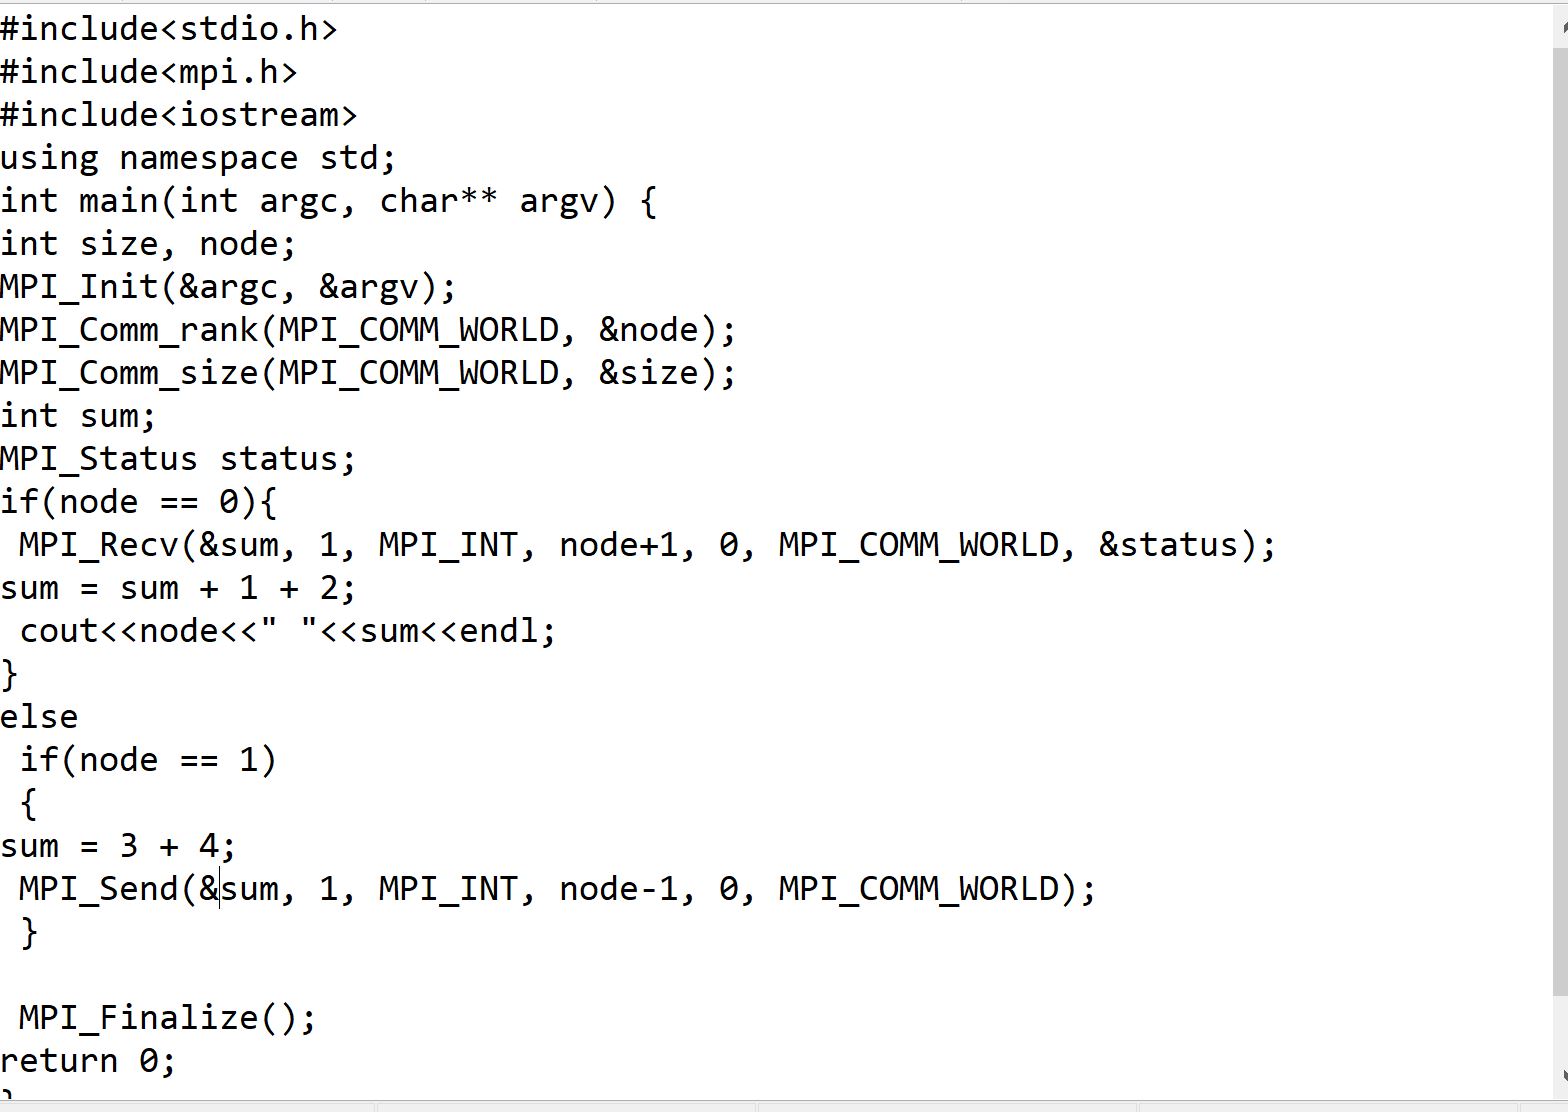 #include<stdio.h>
#include<mpi.h>
#include<iostream>
using namespace std;
int main(int argc, char** argv) {
int size, node;
MPI_Init(&argc, &argv);
MPI_Comm_rank(MPI_COMM_WORLD, &node);
MPI_Comm_size(MPI_COMM_WORLD, &size);
int sum;
MPI_Status status;
if(node == 0){
 MPI_Recv(&sum, 1, MPI_INT, node+1, 0, MPI_COMM_WORLD, &status);
sum = sum + 1 + 2;
 cout<<node<<" "<<sum<<endl;
}
else
 if(node == 1)
 {
sum = 3 + 4;
 MPI_Send(&sum, 1, MPI_INT, node-1, 0, MPI_COMM_WORLD);
 }

 MPI_Finalize();
return 0;
}